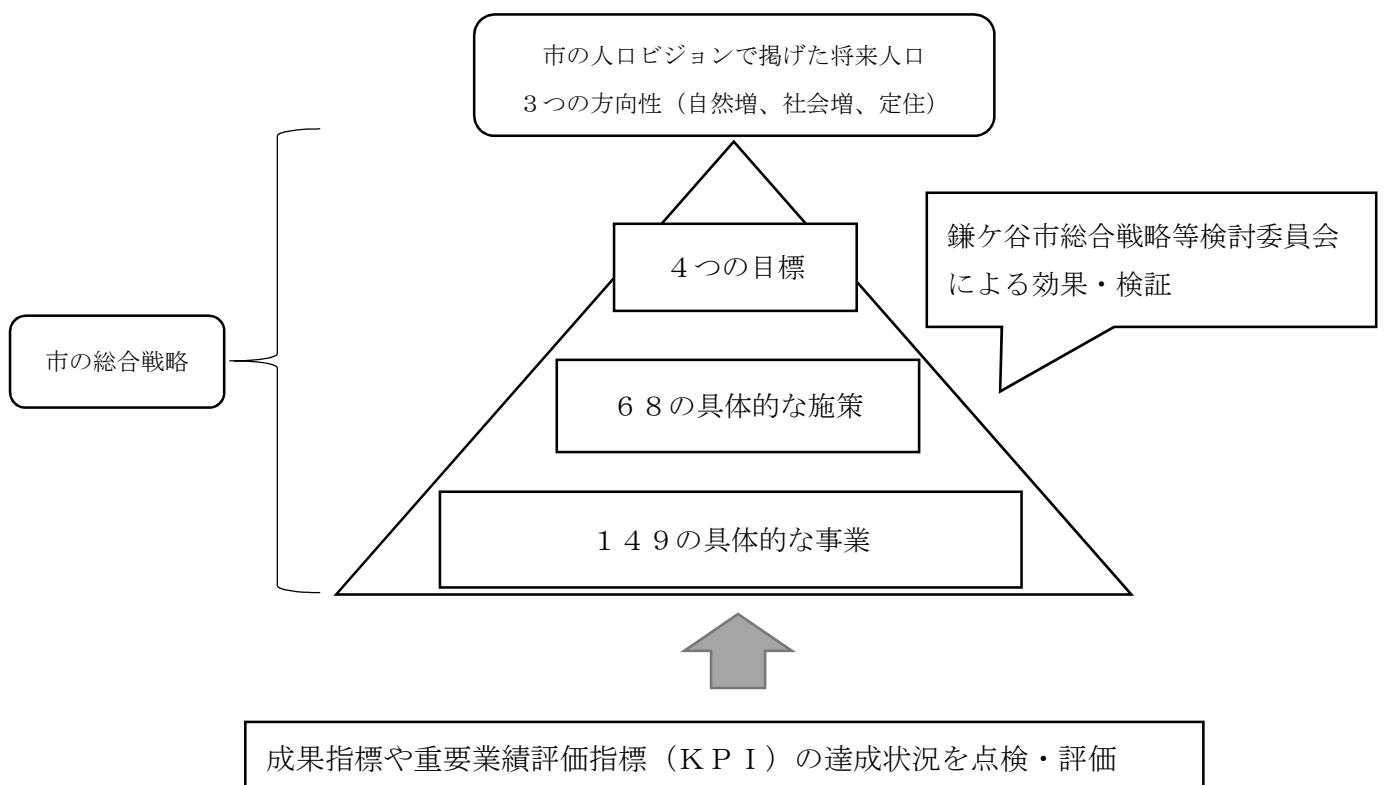 市の人口ビジョンで掲げた将来人口
３つの方向性（自然増、社会増、定住）
鎌ケ谷市総合戦略等検討委員会
による効果・検証
４つの目標
市の総合戦略
６８の具体的な施策
１４９の具体的な事業
成果指標や重要業績評価指標（ＫＰＩ）の達成状況を点検・評価